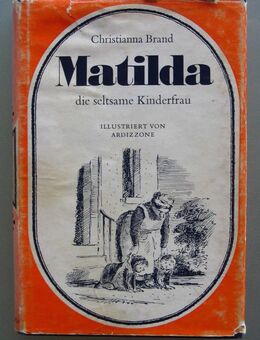 Christianna Brand
Matilda
die seltsame Kinderfrau
ILLUSTRIERT VON
ARDIZZONE